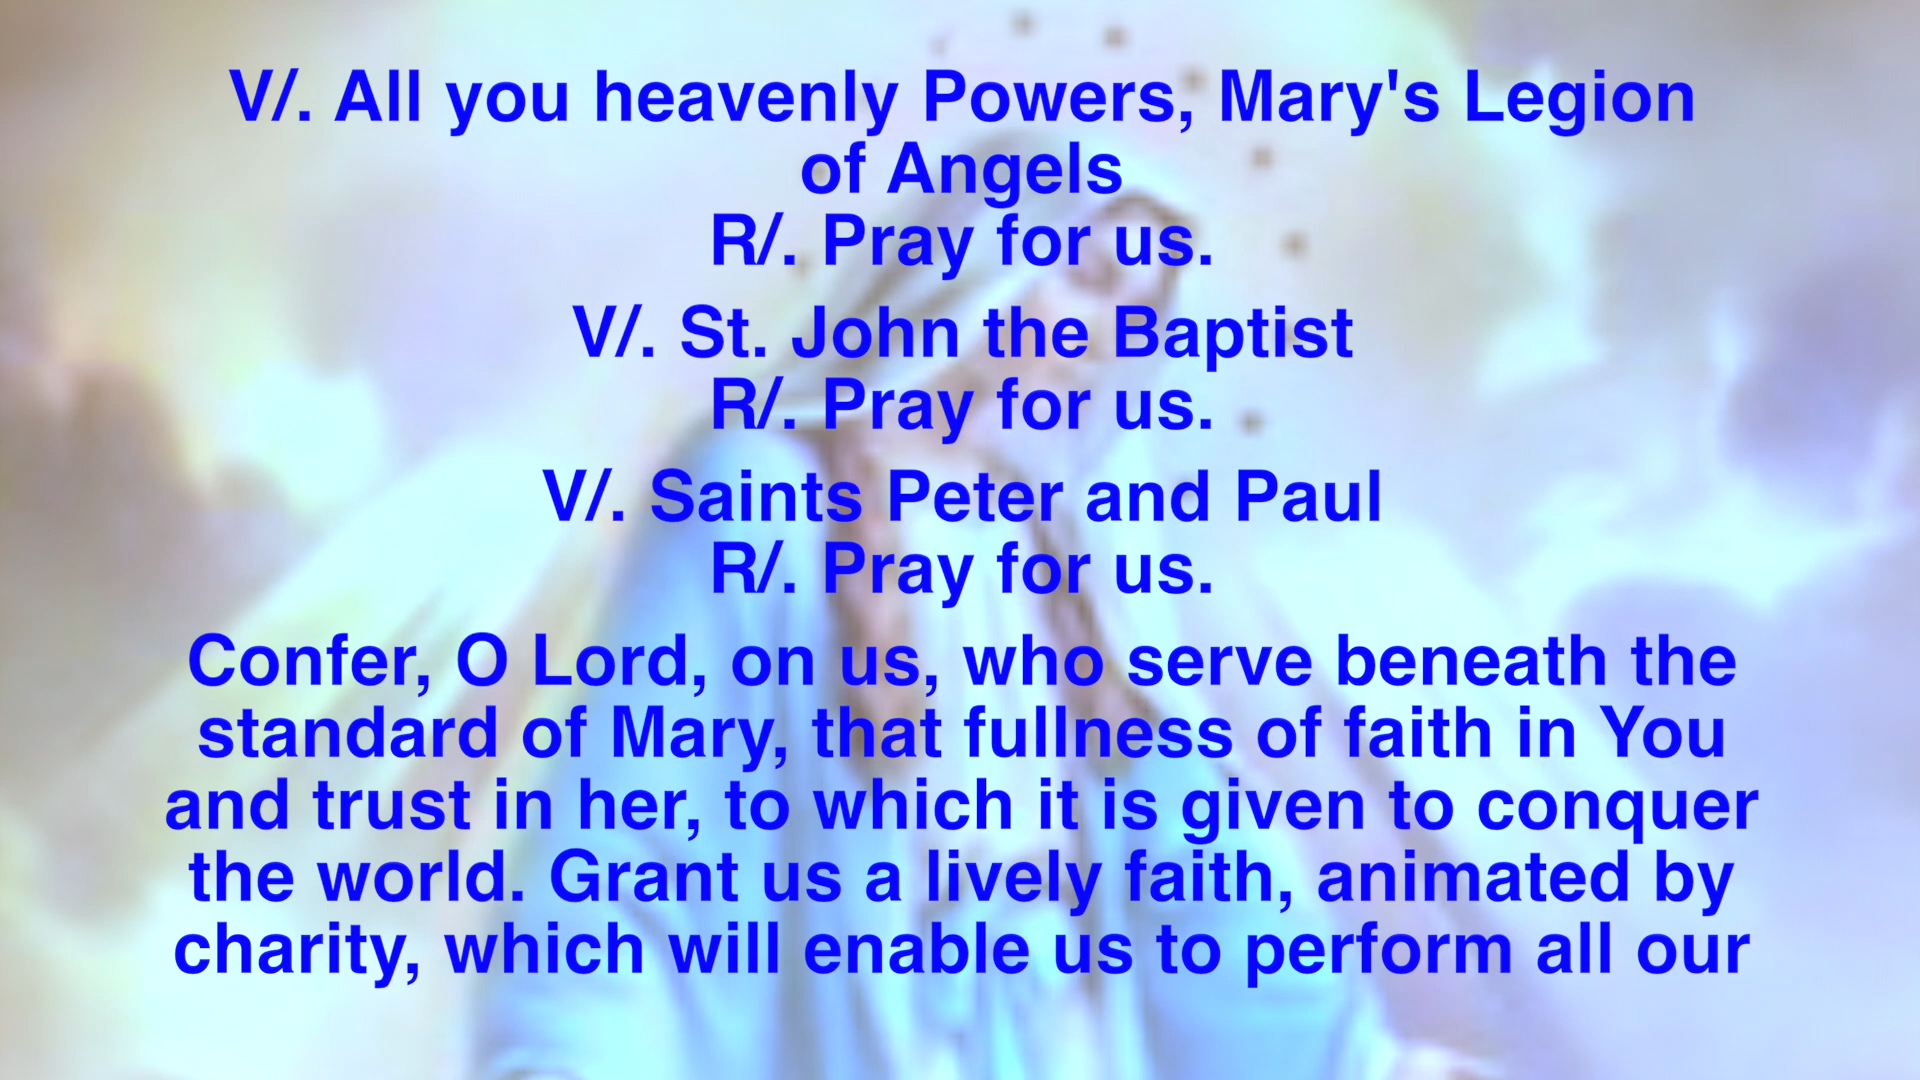 V/. All you heavenly Powers, Mary's Legion
of Angels
R/. Pray for us.
V/. St. John the Baptist
R/. Pray for us.
V/. Saints Peter and Paul
R/. Pray for us.
Confer, O Lord, on us, who serve beneath the
standard of Mary, that fullness of faith in You
and trust in her, to which it is given to conquer
the world. Grant us a lively faith, animated by
charity, which will enable us to perform all our